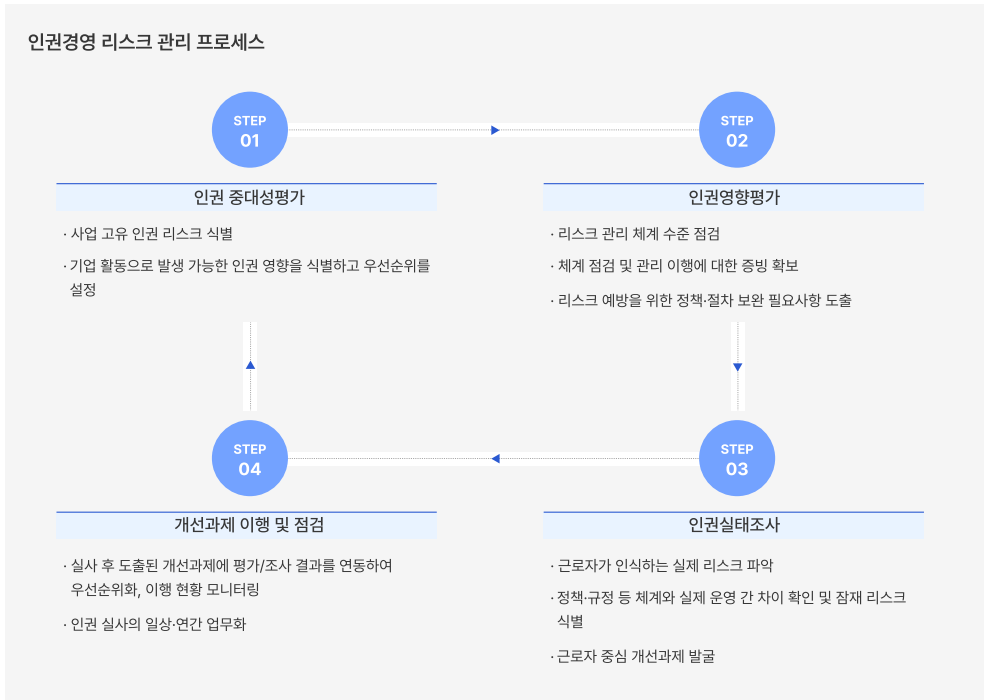 인권경영 리스크 관리 프로세스
STEP
01
인권 중대성평가
· 사업 고유 인권 리스크 식별
· 기업 활동으로 발생 가능한 인권 영향을 식별하고 우선순위를
설정
STEP
02
인권영향평가
· 리스크 관리 체계 수준 점검
· 체계 점검 및 관리 이행에 대한 증빙 확보
· 리스크 예방을 위한 정책·절차 보완 필요사항 도출
STEP
03
인권실태조사
· 근로자가 인식하는 실제 리스크 파악
· 정책·규정 등 체계와 실제 운영 간 차이 확인 및 잠재 리스크
식별
· 근로자 중심 개선과제 발굴
STEP
04
개선과제 이행 및 점검
· 실사 후 도출된 개선과제에 평가/조사 결과를 연동하여
우선순위화, 이행 현황 모니터링
· 인권 실사의 일상·연간 업무화